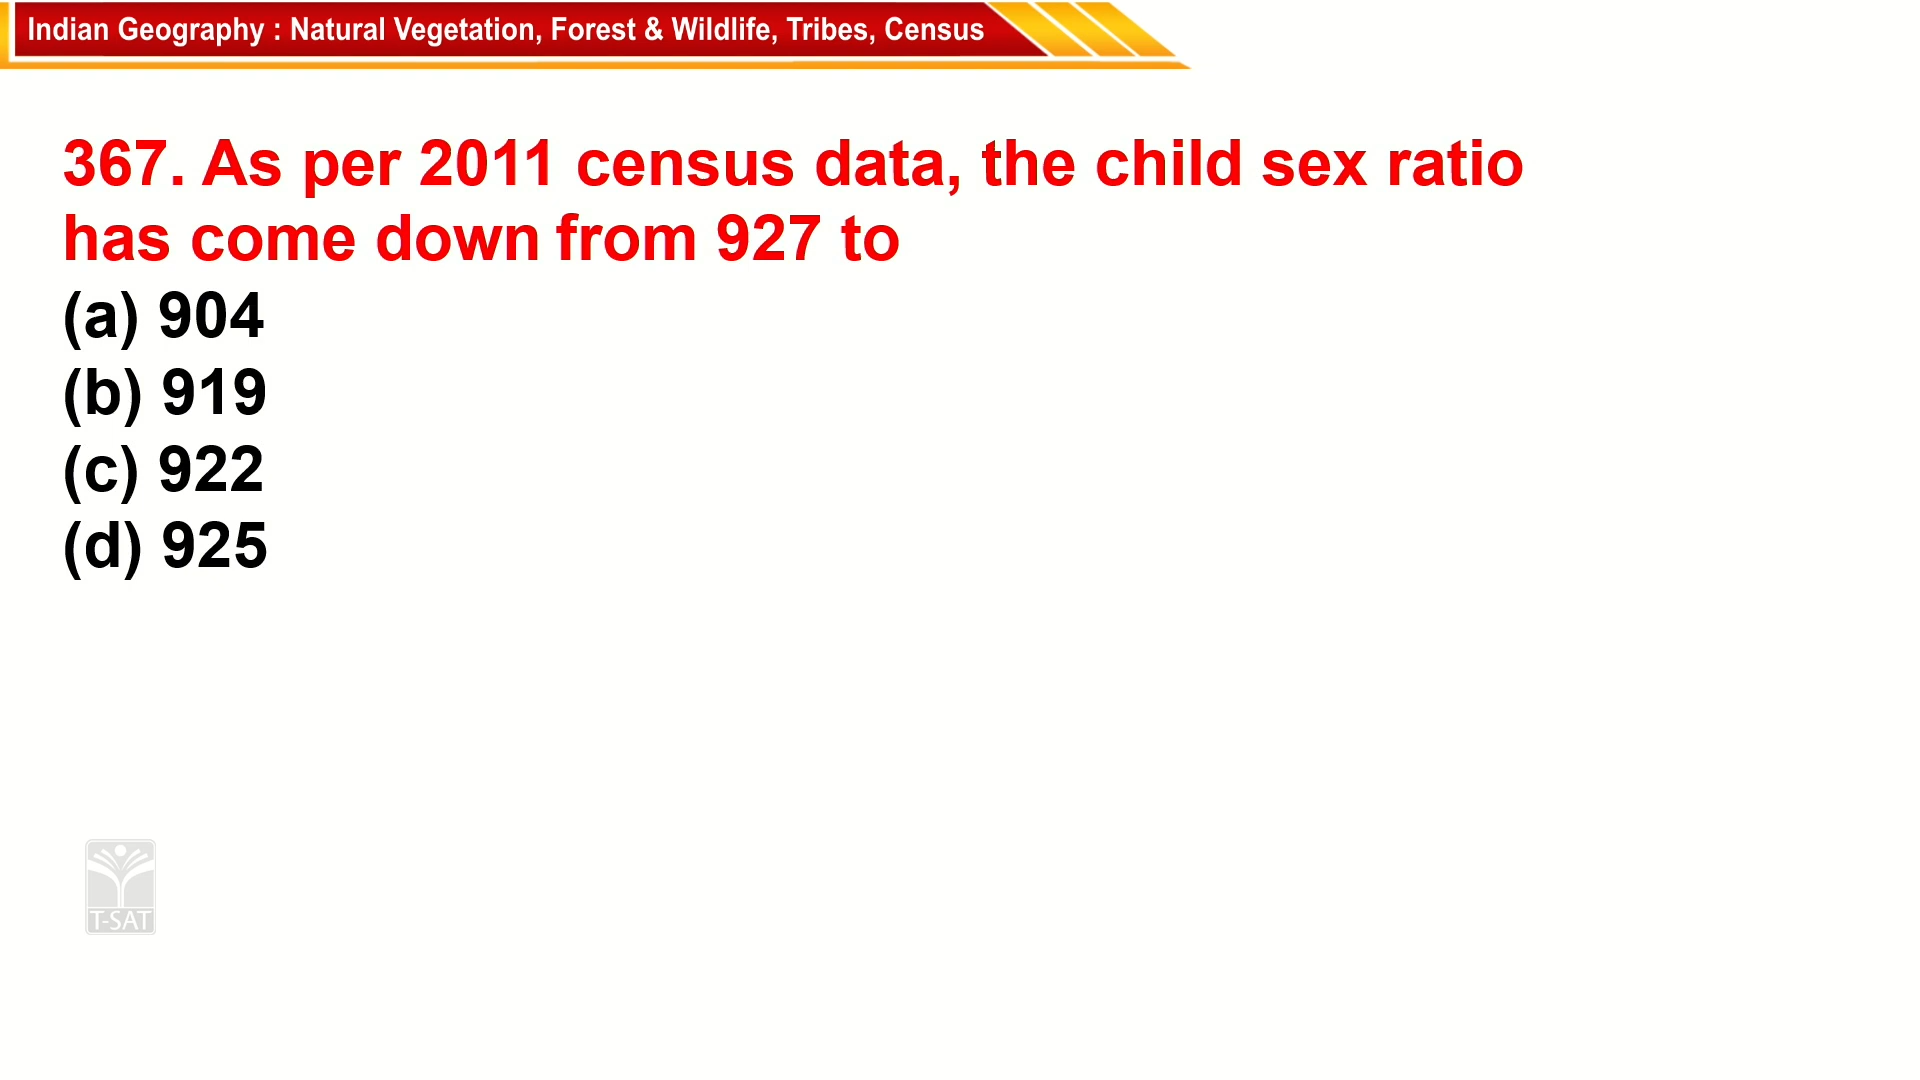 Indian Geography : Natural Vegetation, Forest & Wildlife, Tribes, Census
367. As per 2011 census data, the child sex ratio
has come down from 927 to
(a) 904
(b) 919
(c) 922
(d) 925
T-SAT